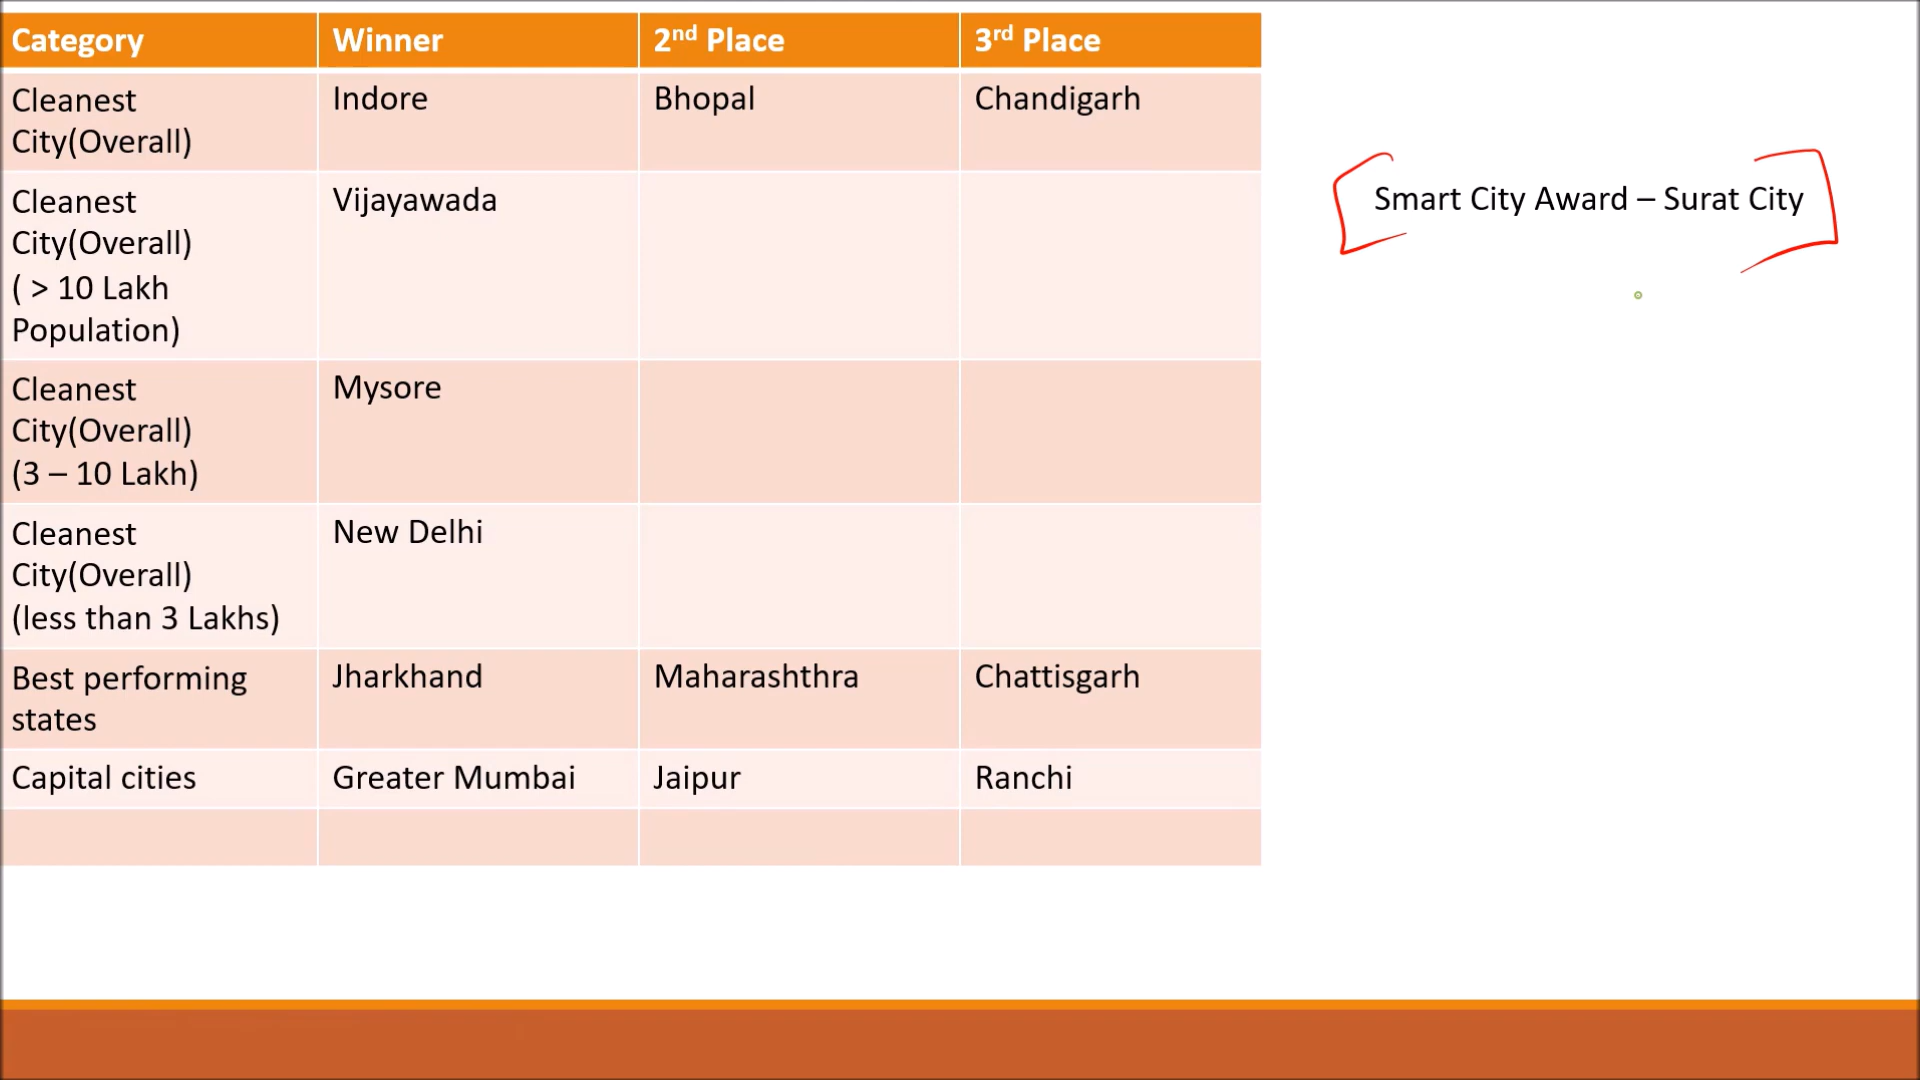 Category Winner 2nd Place 3rd Place
Cleanest Indore Bhopal Chandigarh
City(Overall)
Cleanest Vijayawada
City(Overall)
( > 10 Lakh
Population)
Cleanest Mysore
City(Overall)
(3 – 10 Lakh)
Cleanest New Delhi
City(Overall)
(less than 3 Lakhs)
Best performing Jharkhand Maharashthra Chattisgarh
states
Capital cities Greater Mumbai Jaipur Ranchi
Smart City Award – Surat City